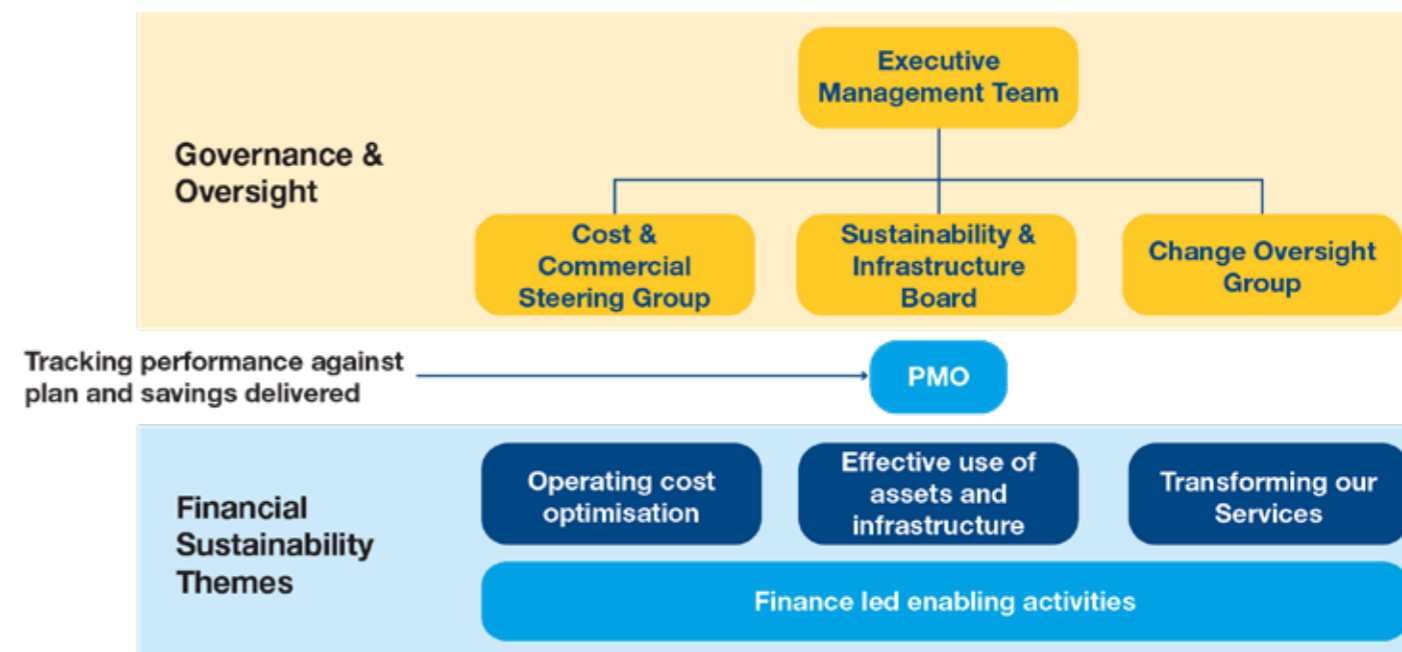 Executive
Management Team
Governance &
Oversight
Cost &
Commercial
Steering Group
Sustainability &
Infrastructure
Board
Change Oversight
Group
Tracking performance against
plan and savings delivered
PMO
Financial
Sustainability
Themes
Operating cost
optimisation
Effective use of
assets and
infrastructure
Transforming our
Services
Finance led enabling activities